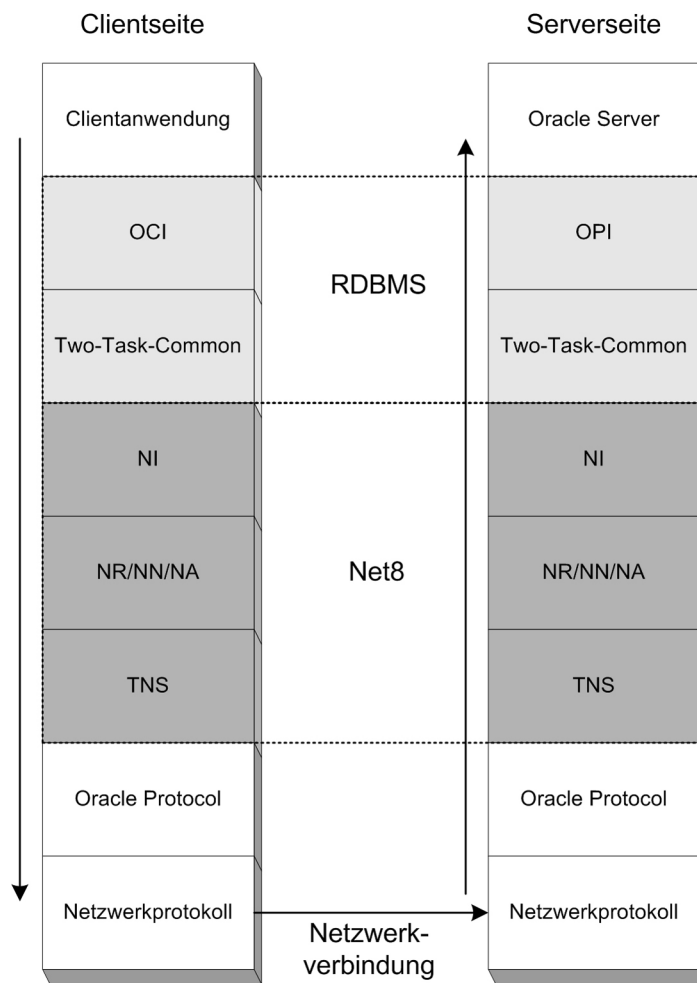 Clientseite
Serverseite
Clientanwendung
Oracle Server
OCI
RDBMS
OPI
Two-Task-Common
Two-Task-Common
NI
NI
NR/NN/NA
Net8
NR/NN/NA
TNS
TNS
Oracle Protocol
Oracle Protocol
Netzwerkprotokoll
Netzwerk-
verbindung
Netzwerkprotokoll